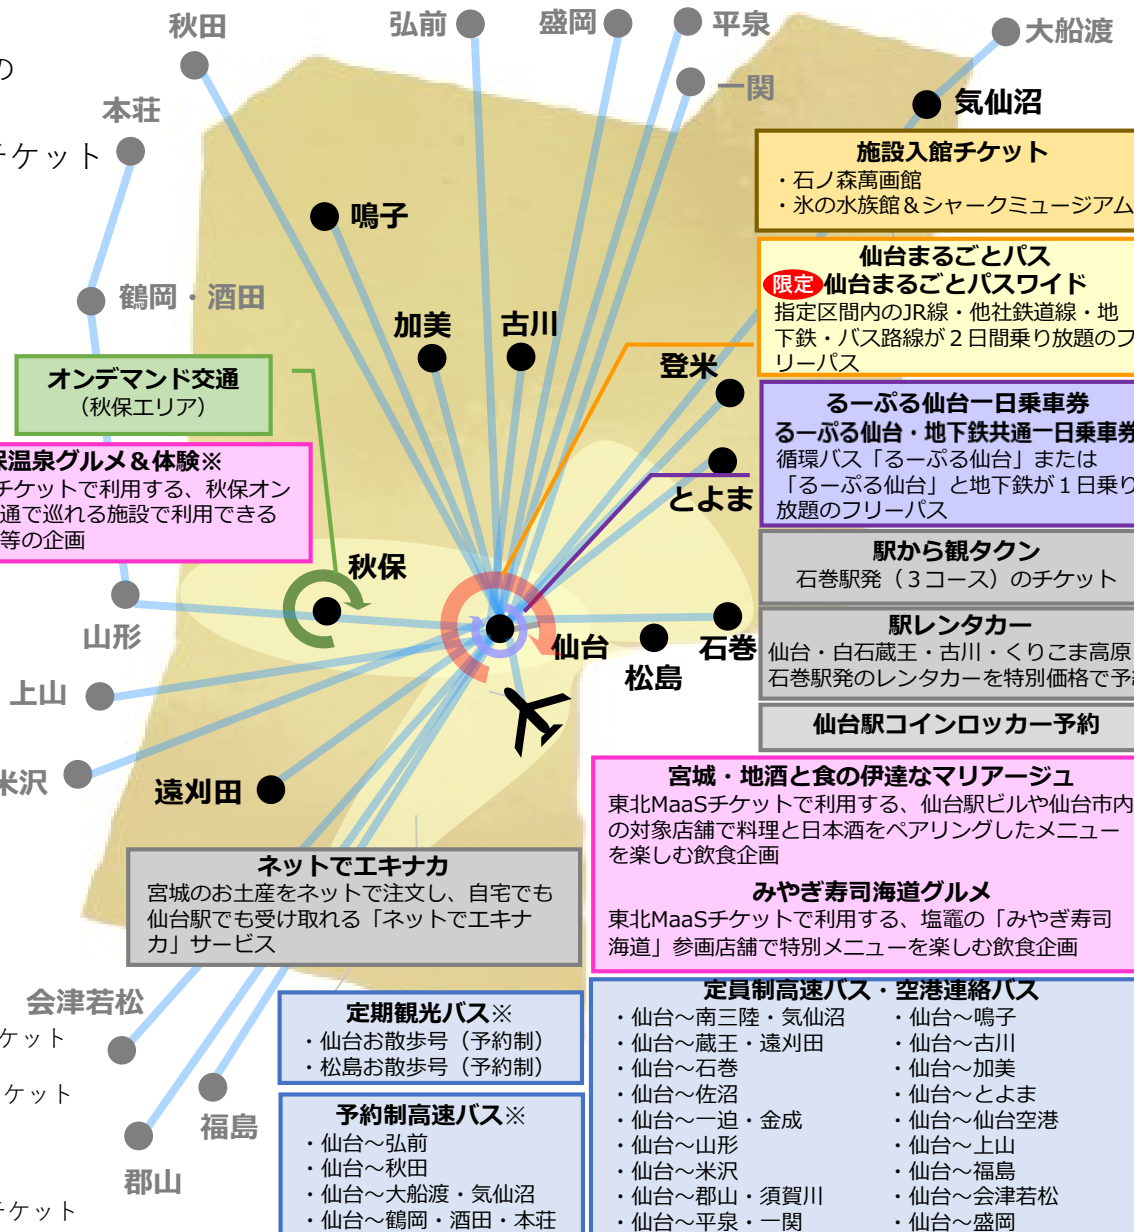 秋田
弘前
盛岡
平泉
大船渡
の
一関
本荘
気仙沼
チケット
施設入館チケット
・石ノ森萬画館
・氷の水族館＆シャークミュージアム
鳴子
仙台まるごとパス
限定 仙台まるごとパスワイド
指定区間内のJR線・他社鉄道線・地
下鉄・バス路線が２日間乗り放題のフ
リーパス
鶴岡・酒田
加美
古川
登米
オンデマンド交通
（秋保エリア）
るーぷる仙台一日乗車券
るーぷる仙台・地下鉄共通一日乗車券
循環バス「るーぷる仙台」または
「るーぷる仙台」と地下鉄が１日乗り
放題のフリーパス
保温泉グルメ＆体験※
チケットで利用する、秋保オン
通で巡れる施設で利用できる
等の企画
とよま
駅から観タクン
石巻駅発（３コース）のチケット
秋保
山形
仙台
松島
石巻
駅レンタカー
仙台・白石蔵王・古川・くりこま高原
石巻駅発のレンタカーを特別価格で予
上山
仙台駅コインロッカー予約
米沢
遠刈田
宮城・地酒と食の伊達なマリアージュ
東北MaaSチケットで利用する、仙台駅ビルや仙台市内
の対象店舗で料理と日本酒をペアリングしたメニュー
を楽しむ飲食企画
みやぎ寿司海道グルメ
東北MaaSチケットで利用する、塩竈の「みやぎ寿司
海道」参画店舗で特別メニューを楽しむ飲食企画
ネットでエキナカ
宮城のお土産をネットで注文し、自宅でも
仙台駅でも受け取れる「ネットでエキナ
カ」サービス
会津若松
ケット
ケット
福島
郡山
チケット
定期観光バス※
・仙台お散歩号（予約制）
・松島お散歩号（予約制）
予約制高速バス※
・仙台～弘前
・仙台～秋田
・仙台～大船渡・気仙沼
・仙台～鶴岡・酒田・本荘
定員制高速バス・空港連絡バス
・仙台～南三陸・気仙沼
・仙台～蔵王・遠刈田
・仙台～石巻
・仙台～佐沼
・仙台～一迫・金成
・仙台～山形
・仙台～米沢
・仙台～郡山・須賀川
・仙台～平泉・一関
・仙台～鳴子
・仙台～古川
・仙台～加美
・仙台～とよま
・仙台～仙台空港
・仙台～上山
・仙台～福島
・仙台～会津若松
・仙台～盛岡